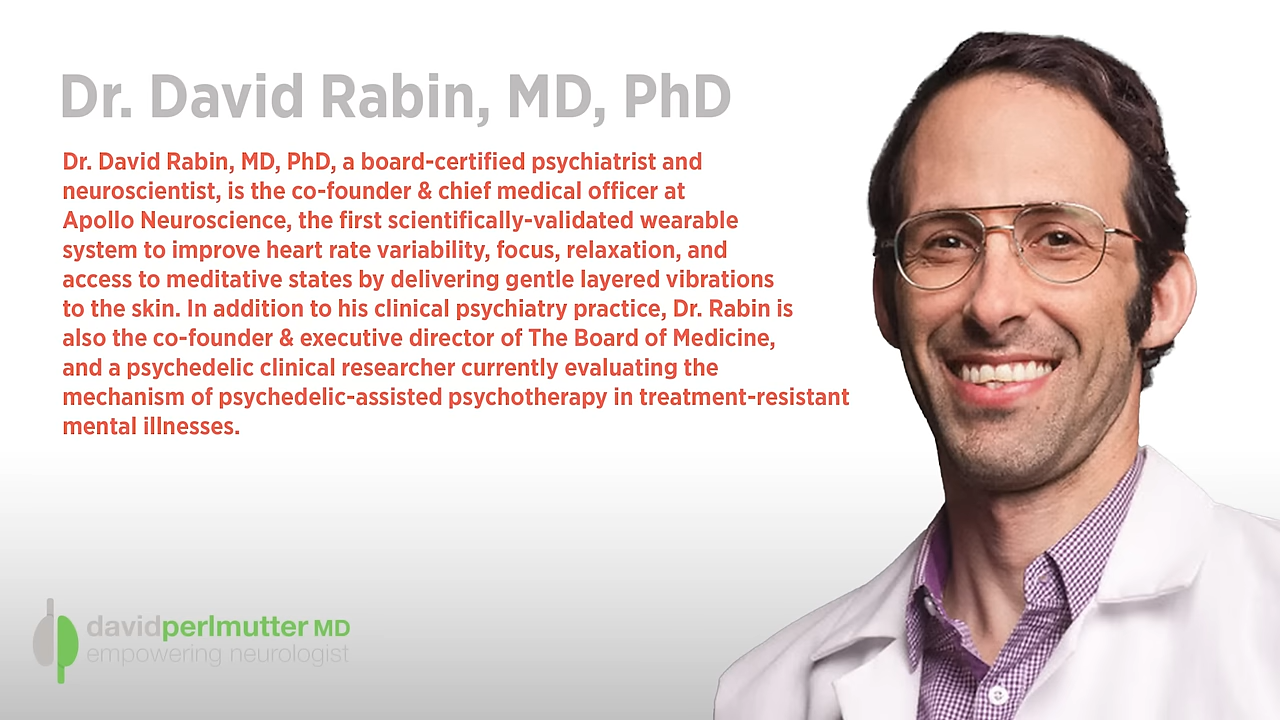 Dr. David Rabin, MD, PhD
Dr. David Rabin, MD, PhD, a board-certified psychiatrist and
neuroscientist, is the co-founder & chief medical officer at
Apollo Neuroscience, the first scientifically-validated wearable
system to improve heart rate variability, focus, relaxation, and
access to meditative states by delivering gentle layered vibrations
to the skin. In addition to his clinical psychiatry practice, Dr. Rabin is
also the co-founder & executive director of The Board of Medicine,
and a psychedelic clinical researcher currently evaluating the
mechanism of psychedelic-assisted psychotherapy in treatment-resistant
mental illnesses.
davidperlmutter MD
empowering neurologist